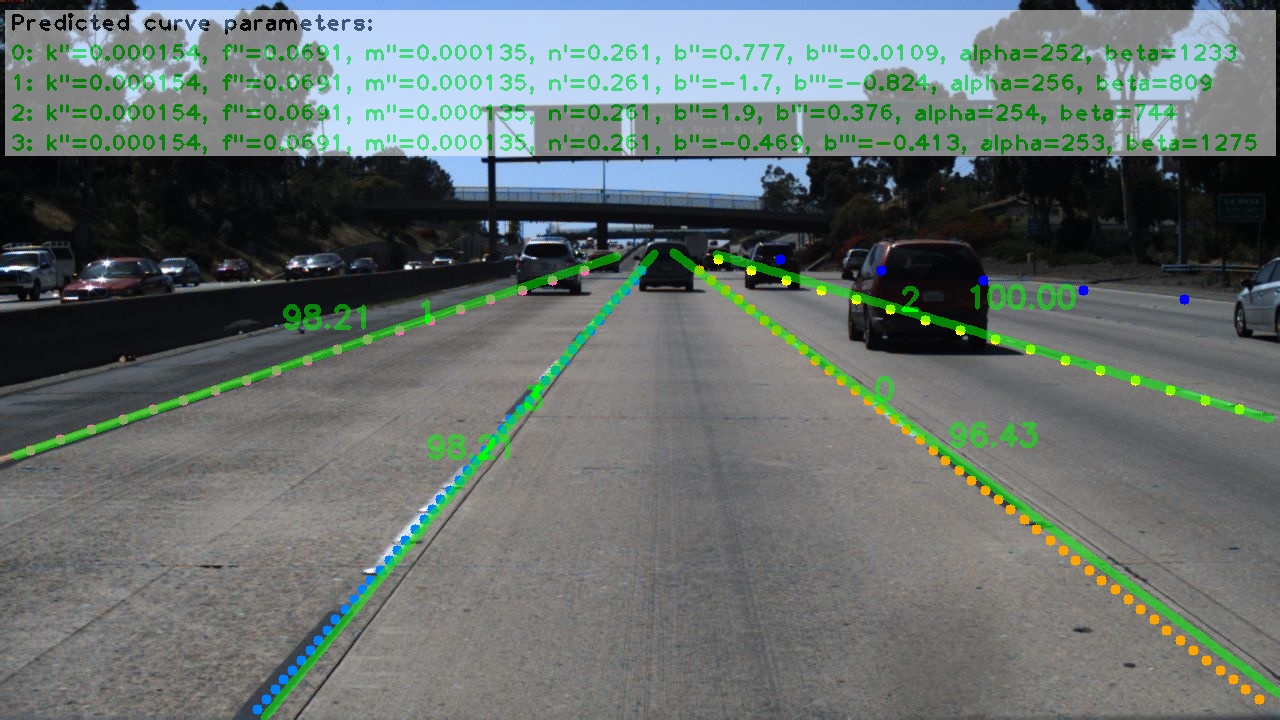 Predicted curve parameters:
0: k''=0.000154, f''=0.0691, m''=0.000135, n'=0.261, b''=0.777, b'''=0.0109, alpha=252, beta=1233
1: k''=0.000154, f''=0.0691, m''=0.000135, n'=0.261, b''=-1.7, b'''=-0.824, alpha=256, beta=809
2: k''=0.000154, f''=0.0691, m''=0.000135, n'=0.261, b''=1.9, b'''=0.376, alpha=254, beta=744
3: k''=0.000154, f''=0.0691, m''=0.000135, n'=0.261, b''=-0.469, b'''=-0.413, alpha=253, beta=1275
La Mesa
98.21 1 2 100.00
0
98.21 96.43